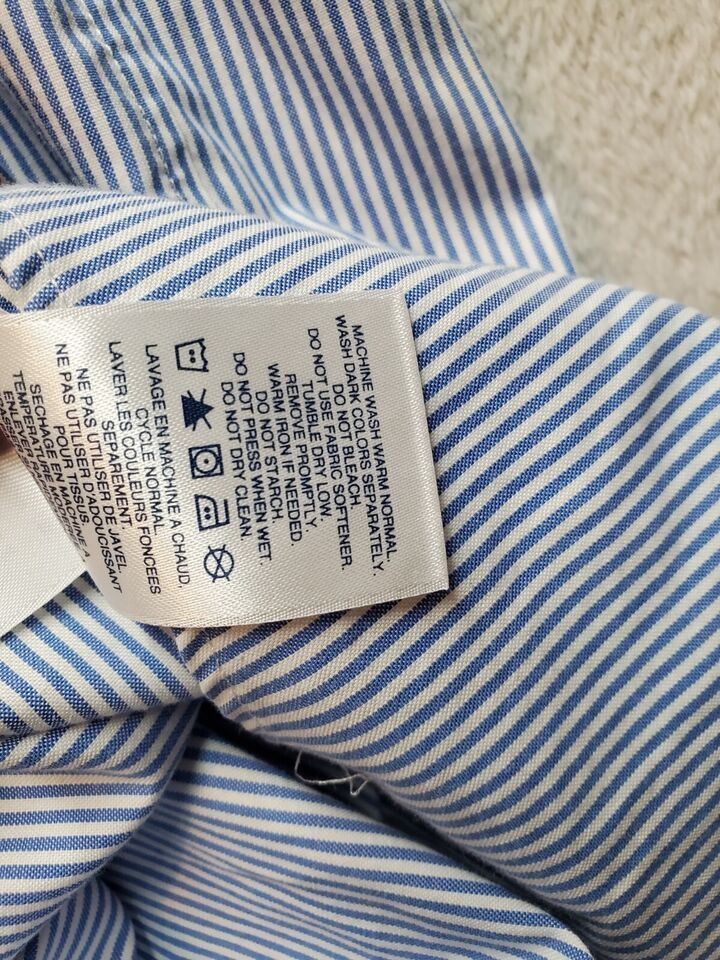 MACHINE WASH WARM NORMAL
WASH DARK COLORS SEPARATELY.
DO NOT BLEACH.
DO NOT USE FABRIC SOFTENER.
TUMBLE DRY LOW.
REMOVE PROMPTLY.
WARM IRON IF NEEDED
DO NOT STARCH.
DO NOT PRESS WHEN WET.
DO NOT DRY CLEAN.
LAVAGE EN MACHINE A CHAUD.
CYCLE NORMAL
LAVER LES COULEURS FONCEES
SEPAREMENT.
NE PAS UTILISER DE JAVEL
NE PAS UTILISER D'ADOUCISSANT
POUR TISSUS.
SECHAGE EN MACHINE A
TEMPERATURE